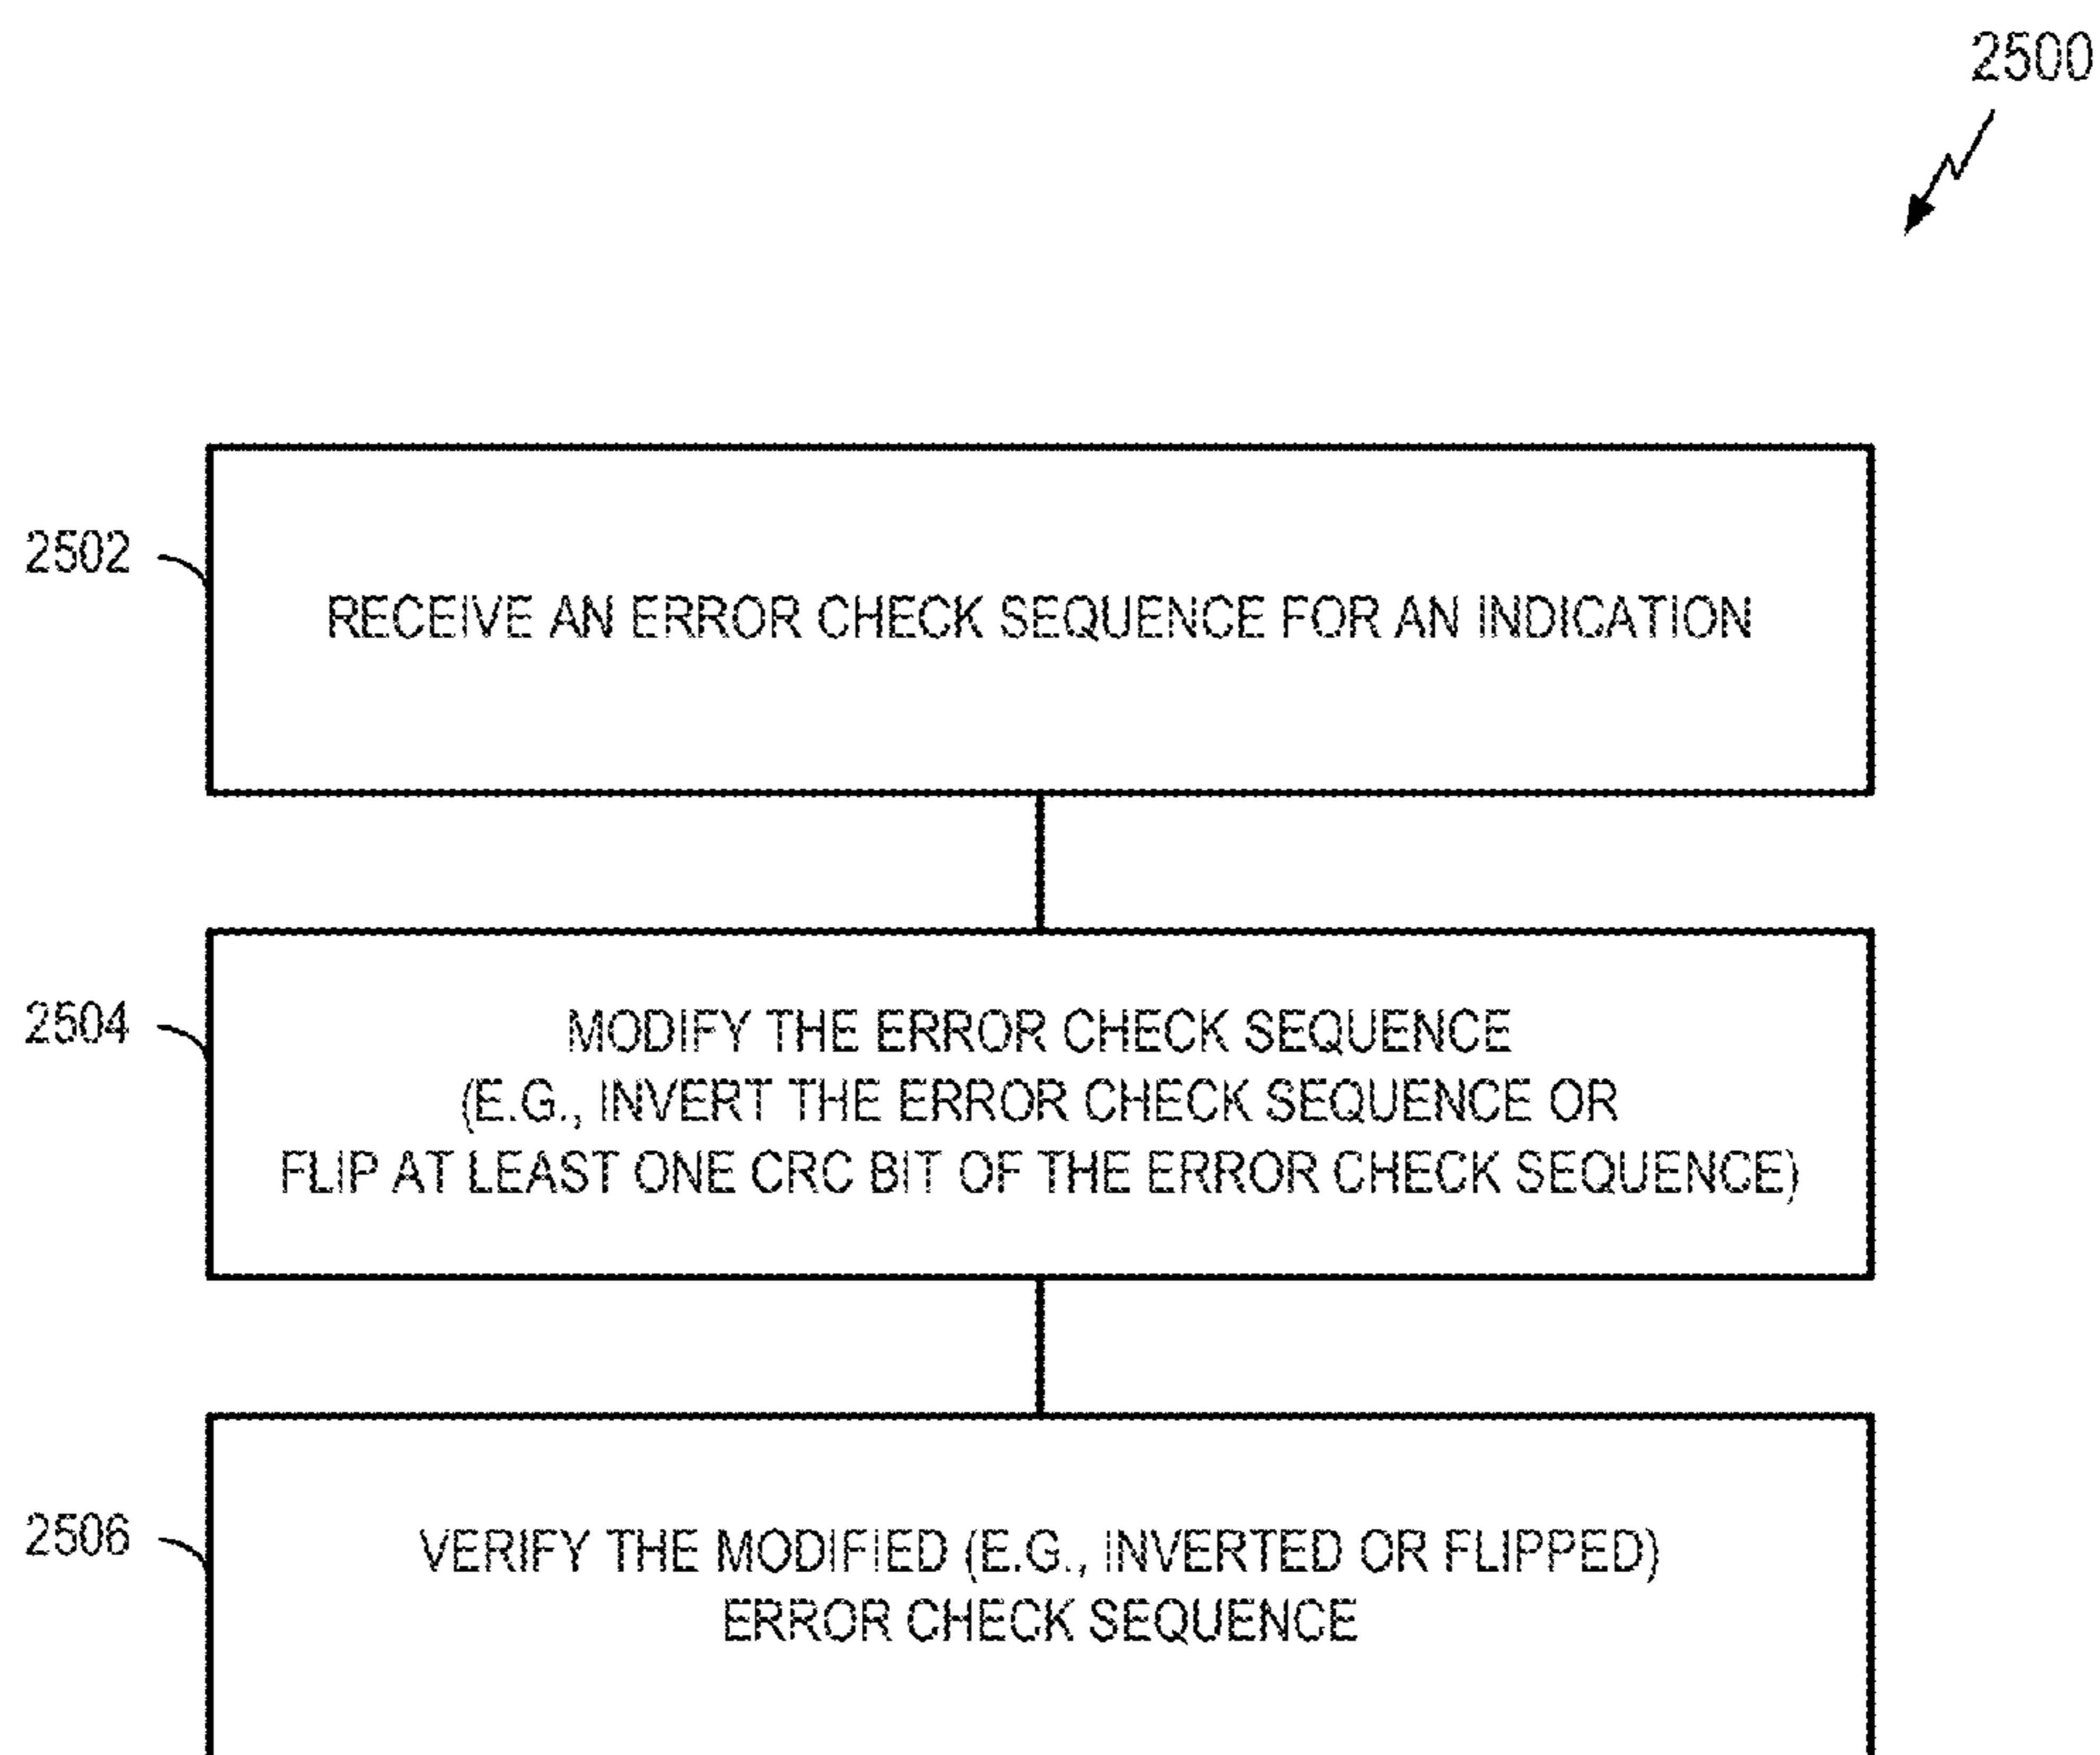 2500
2502
RECEIVE AN ERROR CHECK SEQUENCE FOR AN INDICATION
2504
MODIFY THE ERROR CHECK SEQUENCE
(E.G., INVERT THE ERROR CHECK SEQUENCE OR
FLIP AT LEAST ONE CRC BIT OF THE ERROR CHECK SEQUENCE)
2506
VERIFY THE MODIFIED (E.G., INVERTED OR FLIPPED)
ERROR CHECK SEQUENCE